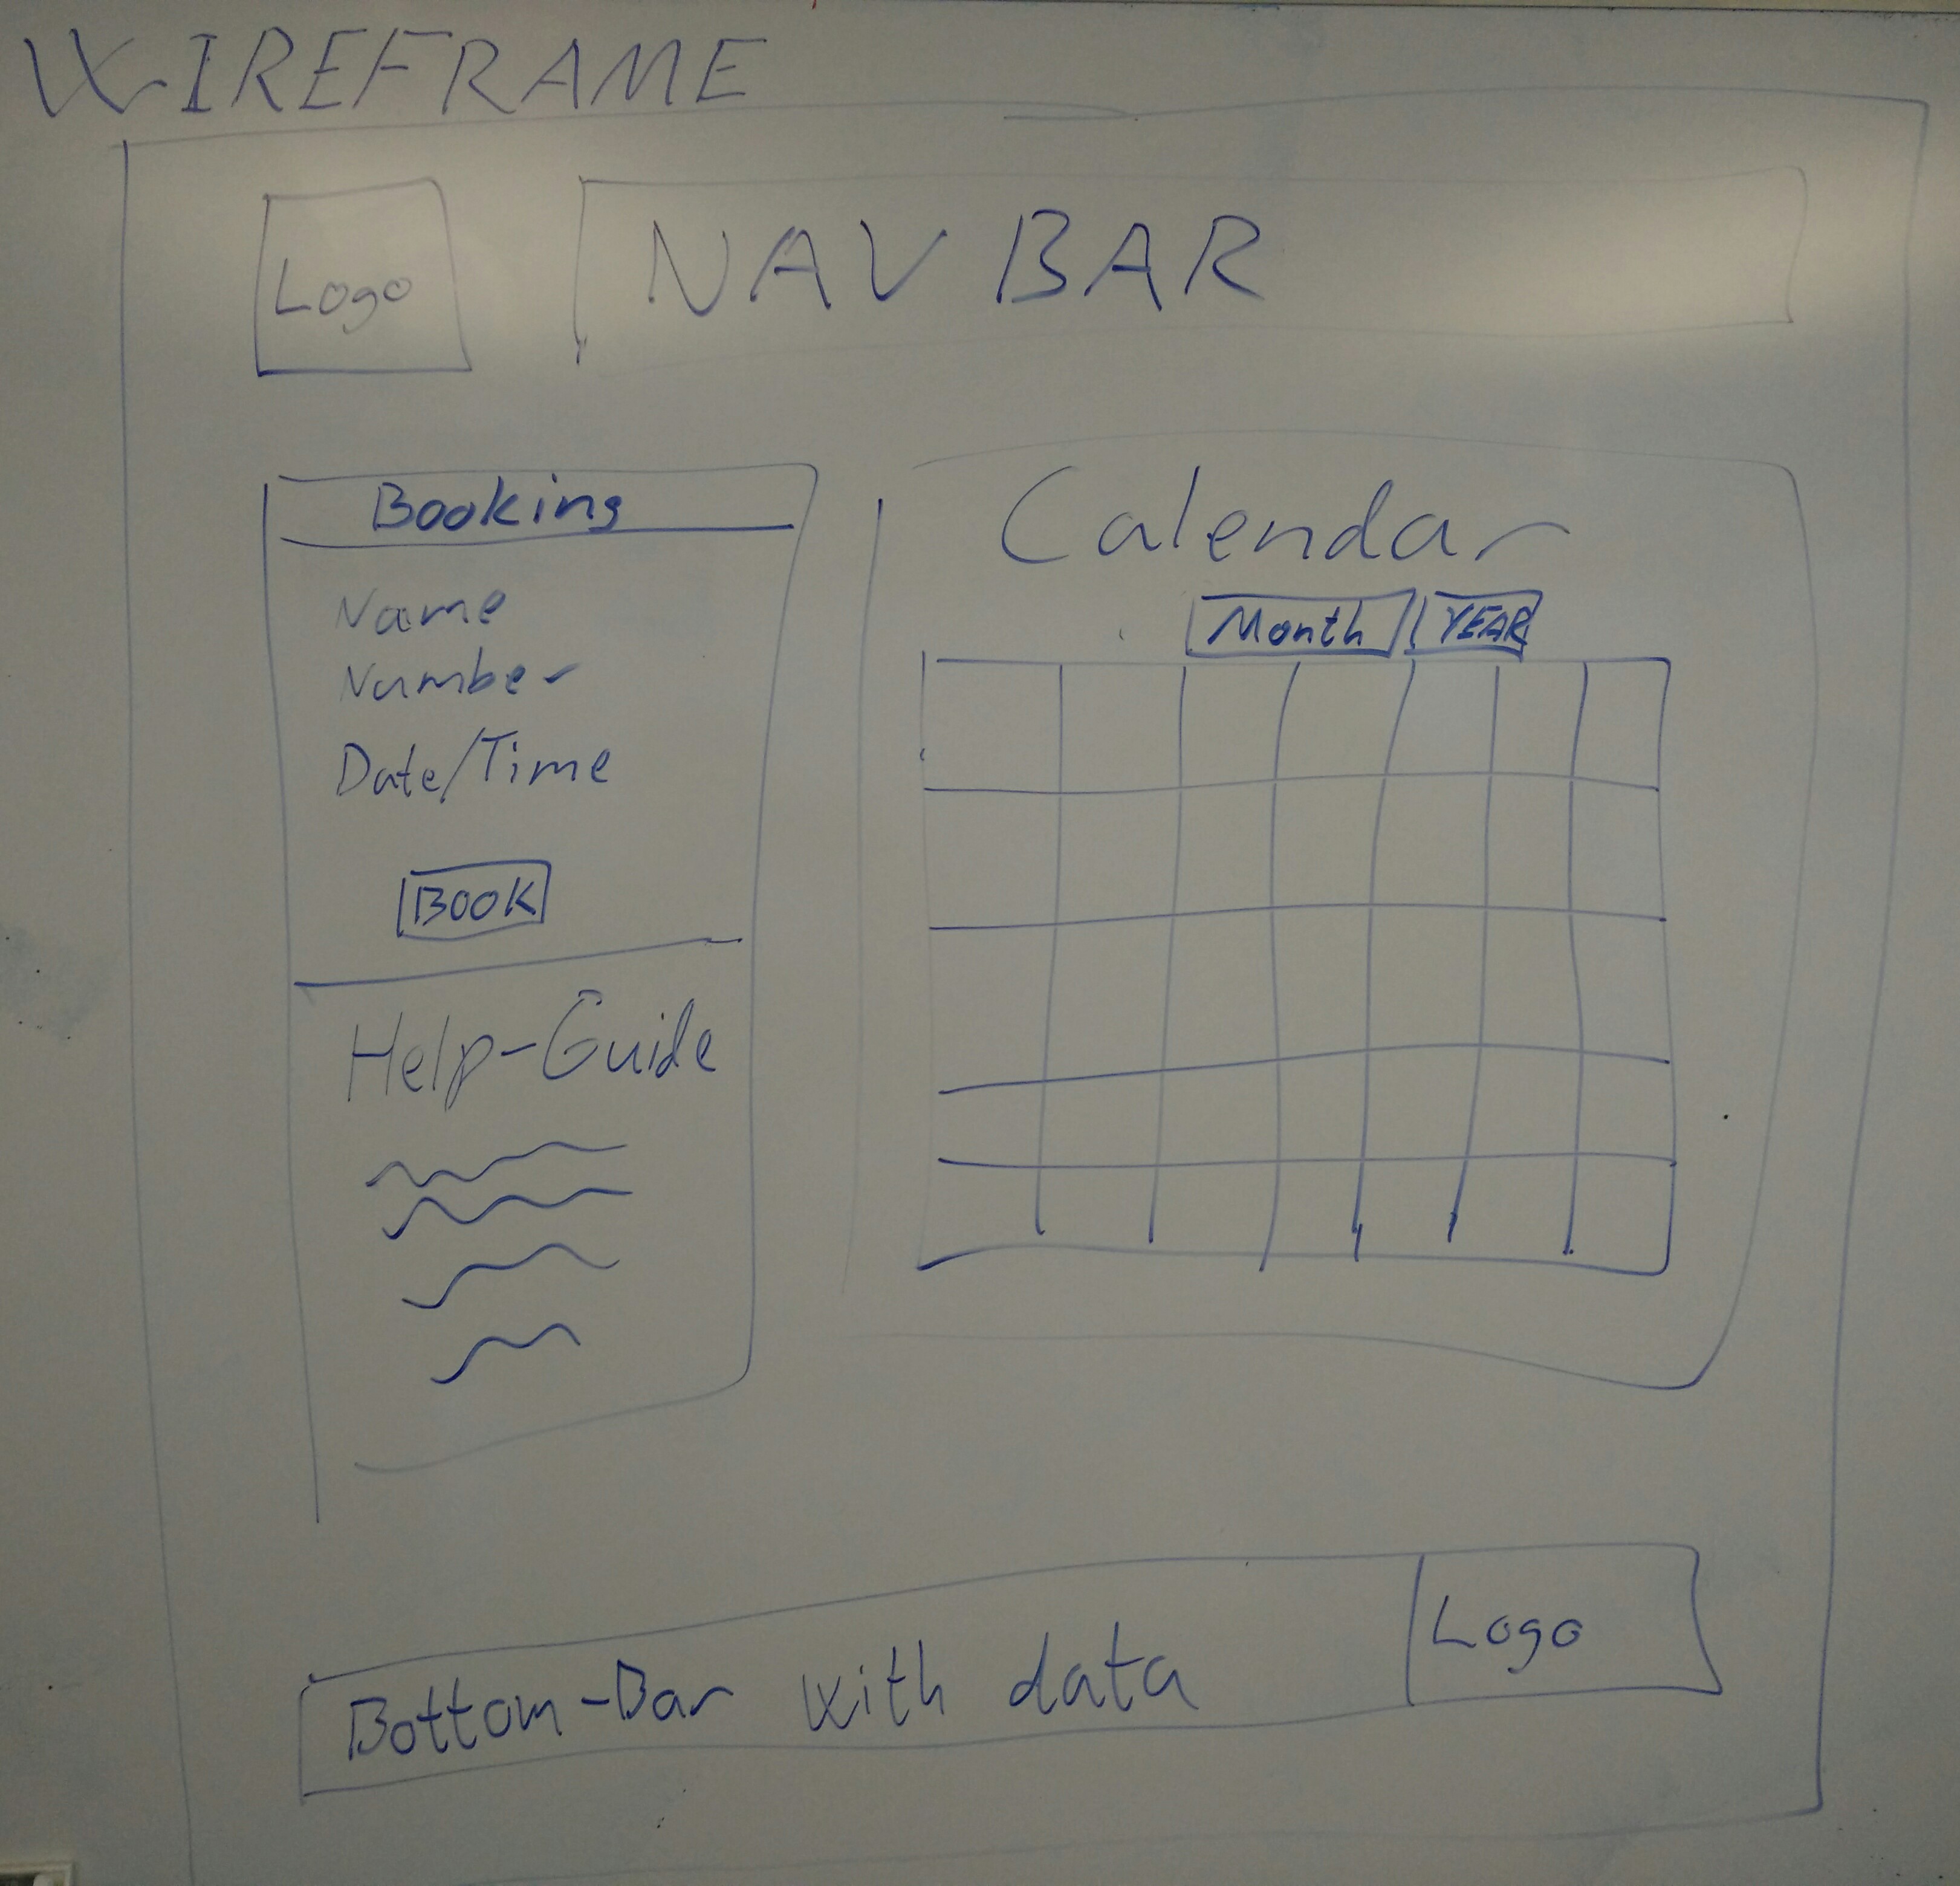 WIREFRAME
Logo
NAV BAR
Booking
Name
Number
Date/Time
BOOK
Help-Guide
Calendar
Month YEAR
Bottom-Bar with data
Logo